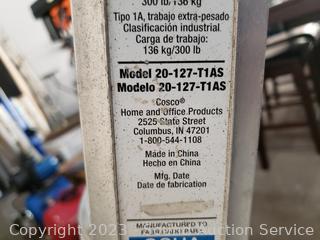 300 lb/136 kg
Tipo 1A, trabajo extra-pesado
Clasificación industrial.
Carga de trabajo:
136 kg/300 lb
Model 20-127-T1AS
Modelo 20-127-T1AS
Cosco®
Home and Office Products
2525 State Street
Columbus, IN 47201
1-800-544-1108
Made in China
Hecho en China
Mfg. Date
Date de fabrication
MANUFACTURED TO
Copyright 2023
Auction Services